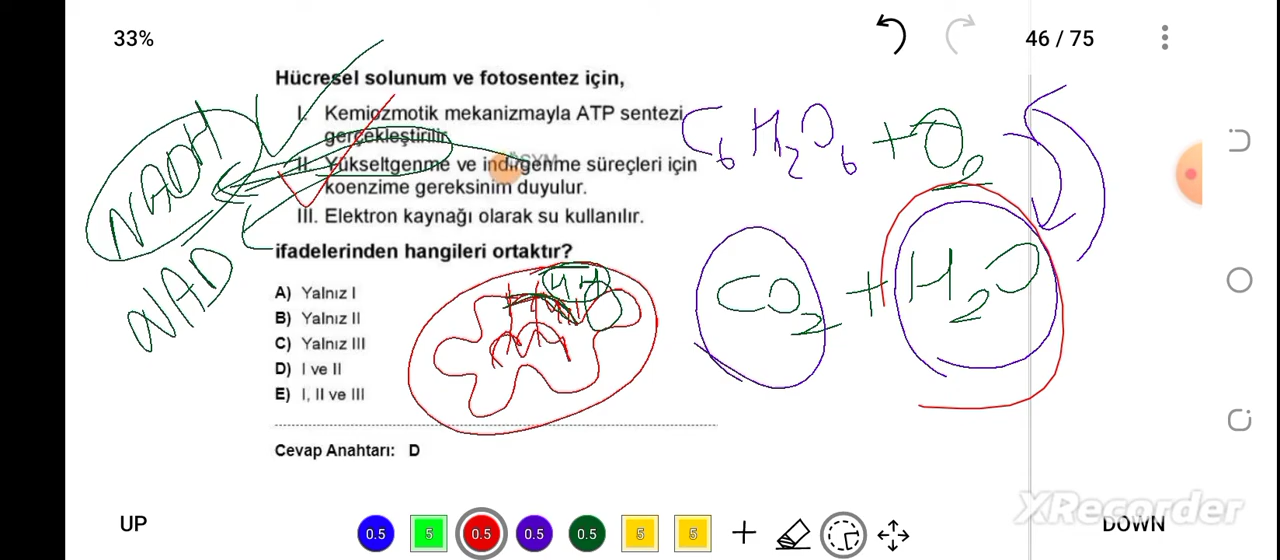 33%
46 / 75
Hücresel solunum ve fotosentez için,
I. Kemiozmotik mekanizmayla ATP sentezi
gerçekleştirilir.
II. Yükseltgenme ve indirgenme süreçleri için
koenzime gereksinim duyulur.
III. Elektron kaynağı olarak su kullanılır.
ifadelerinden hangileri ortaktır?
A) Yalnız I
B) Yalnız II
C) Yalnız III
D) I ve II
E) I, II ve III
Cevap Anahtarı: D
NADH
NAD
C6H2O6 + O2
CO2 + H2O
H H
UP
0.5 5 0.5 0.5 0.5 5 5
DOWN
XRecorder